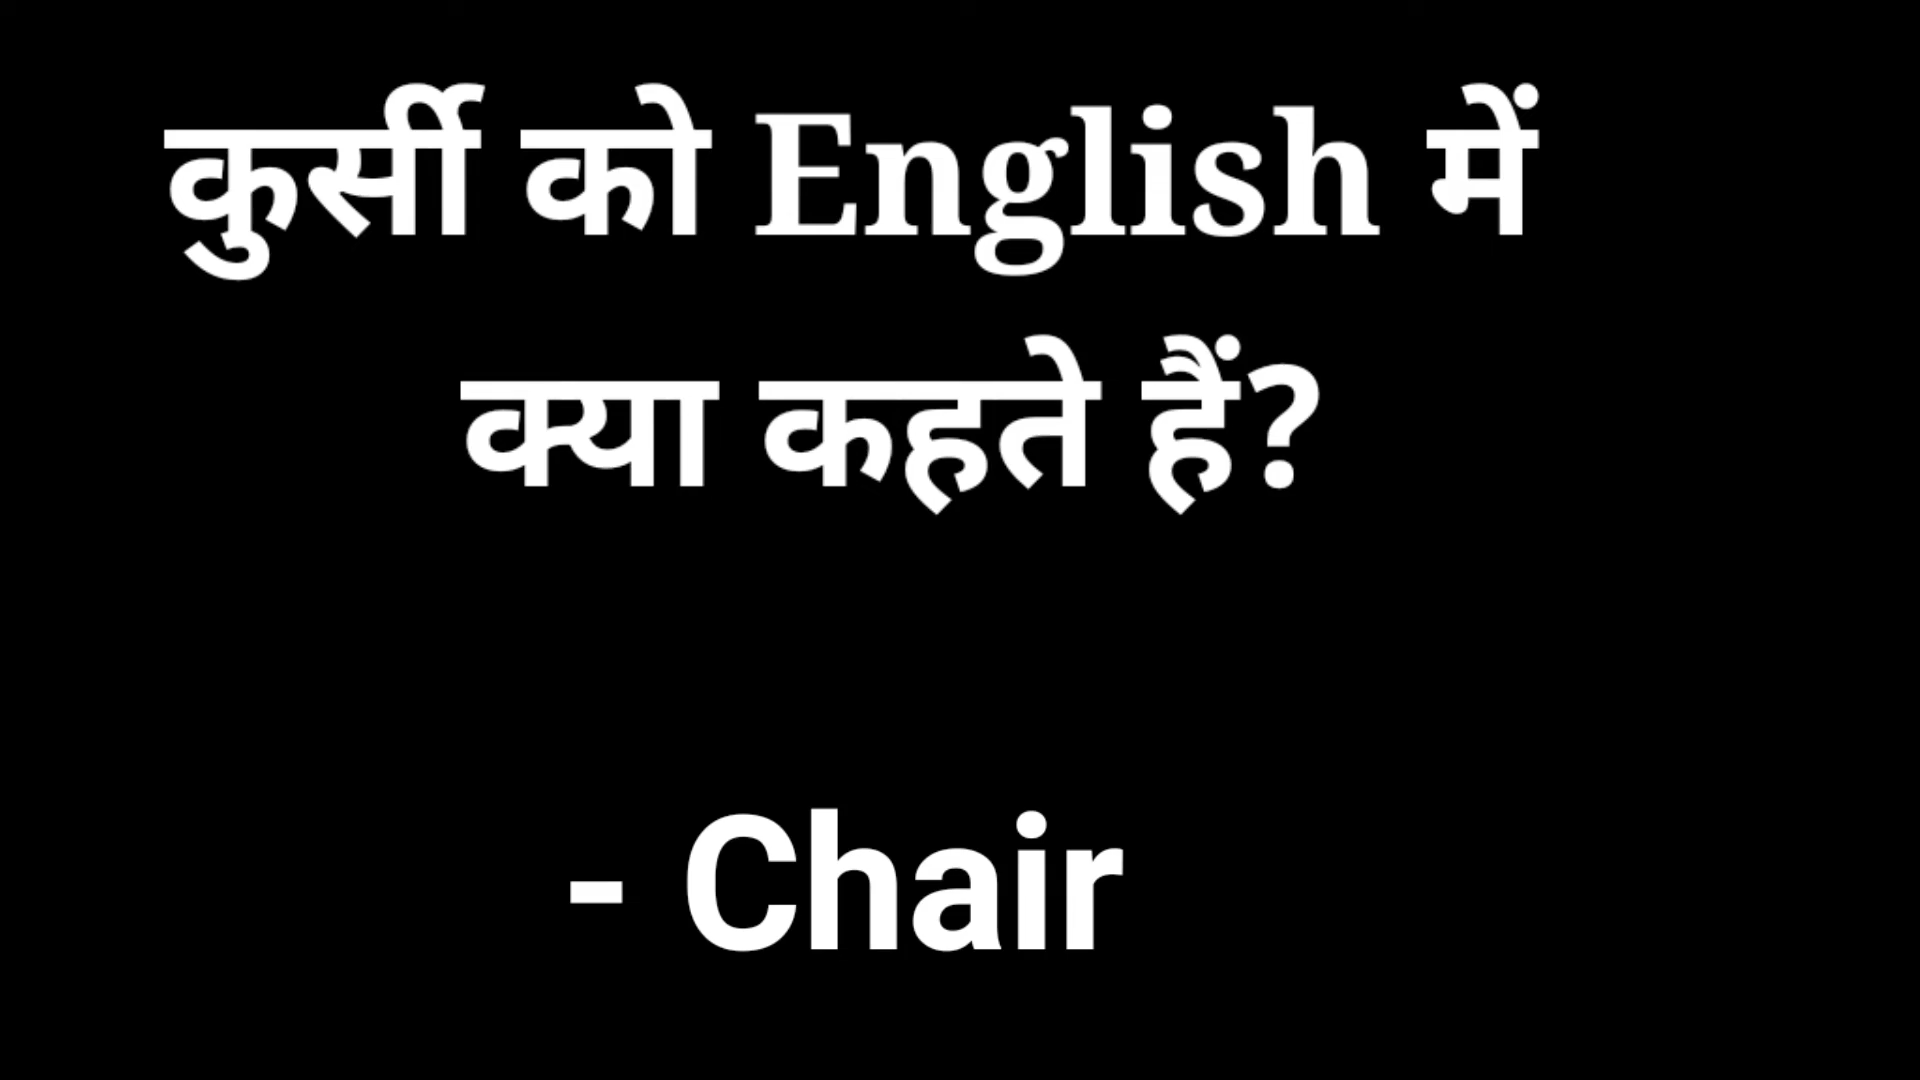 कुर्सी को English में
क्या कहते हैं?
- Chair